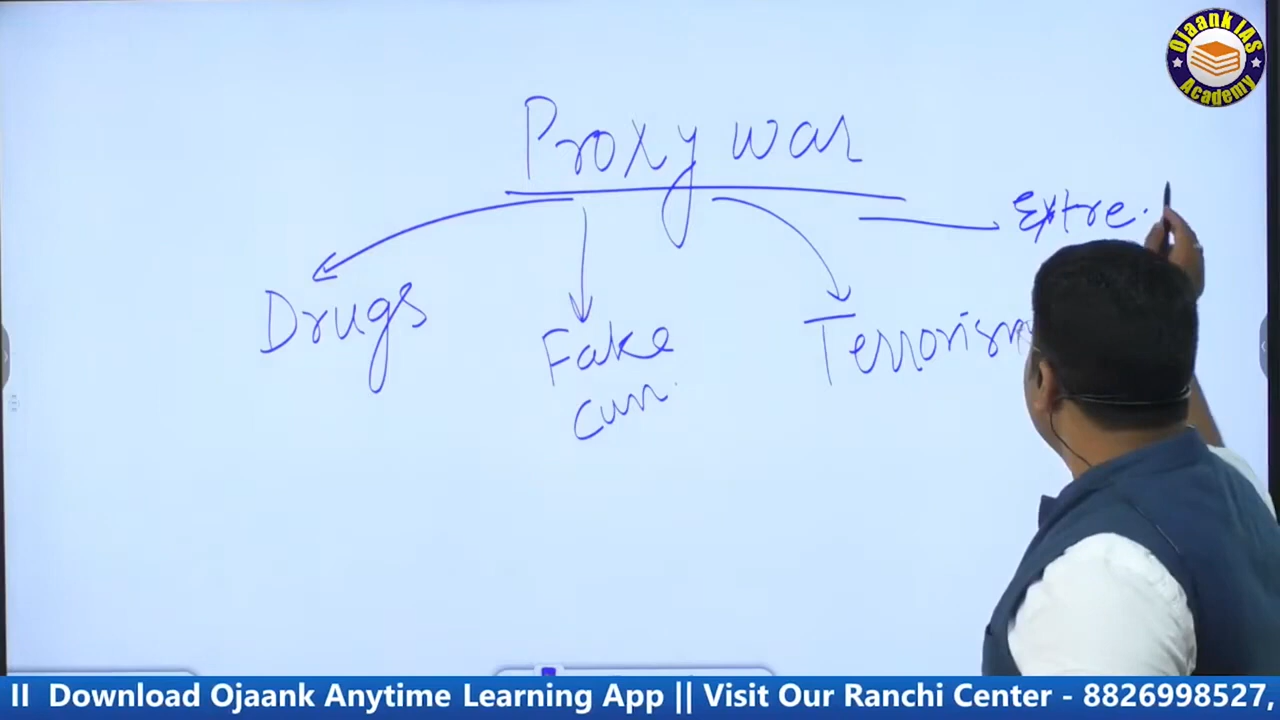 Ojaank IAS
Academy
Proxy war
Extre.
Drugs
Fake
curr.
Terrorism
II Download Ojaank Anytime Learning App || Visit Our Ranchi Center - 8826998527,